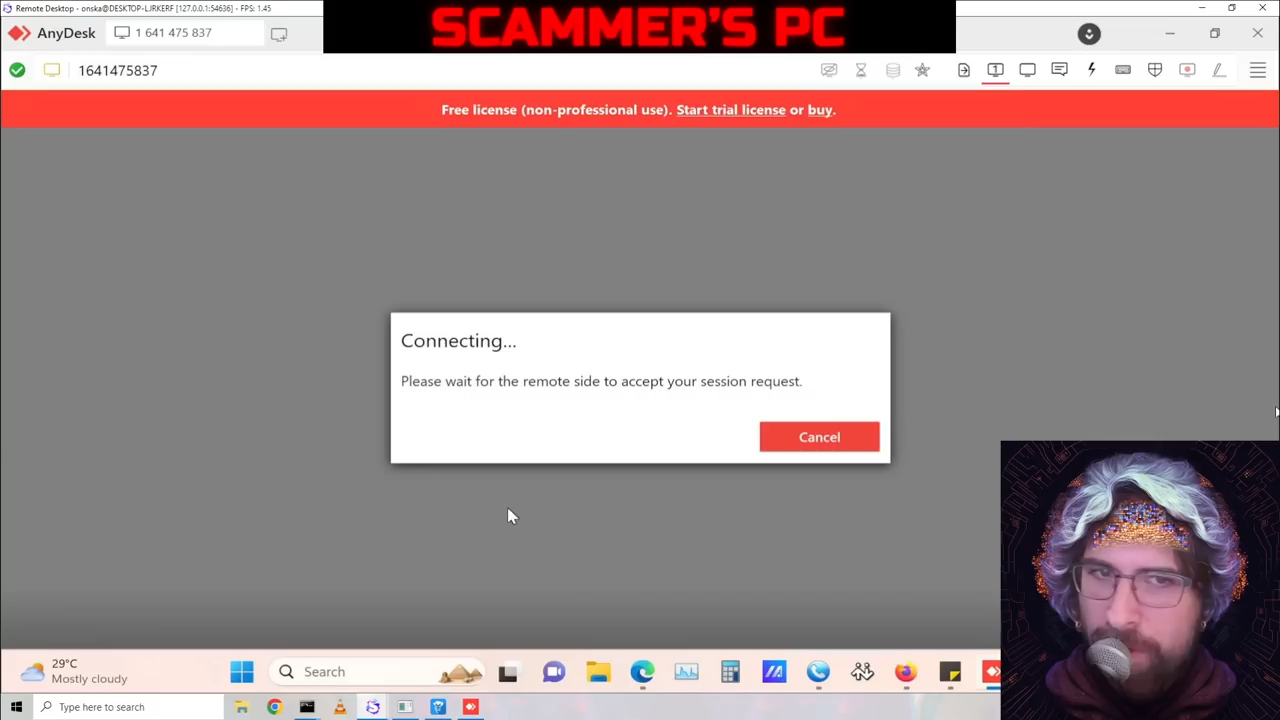 Remote Desktop - onska@DESKTOP-LJRKERF [127.0.0.1:54636] - FPS: 1.45
SCAMMER'S PC
AnyDesk
1 641 475 837
1641475837
1
Free license (non-professional use). Start trial license or buy.
Connecting...
Please wait for the remote side to accept your session request.
Cancel
29°C
Mostly cloudy
Search
Type here to search